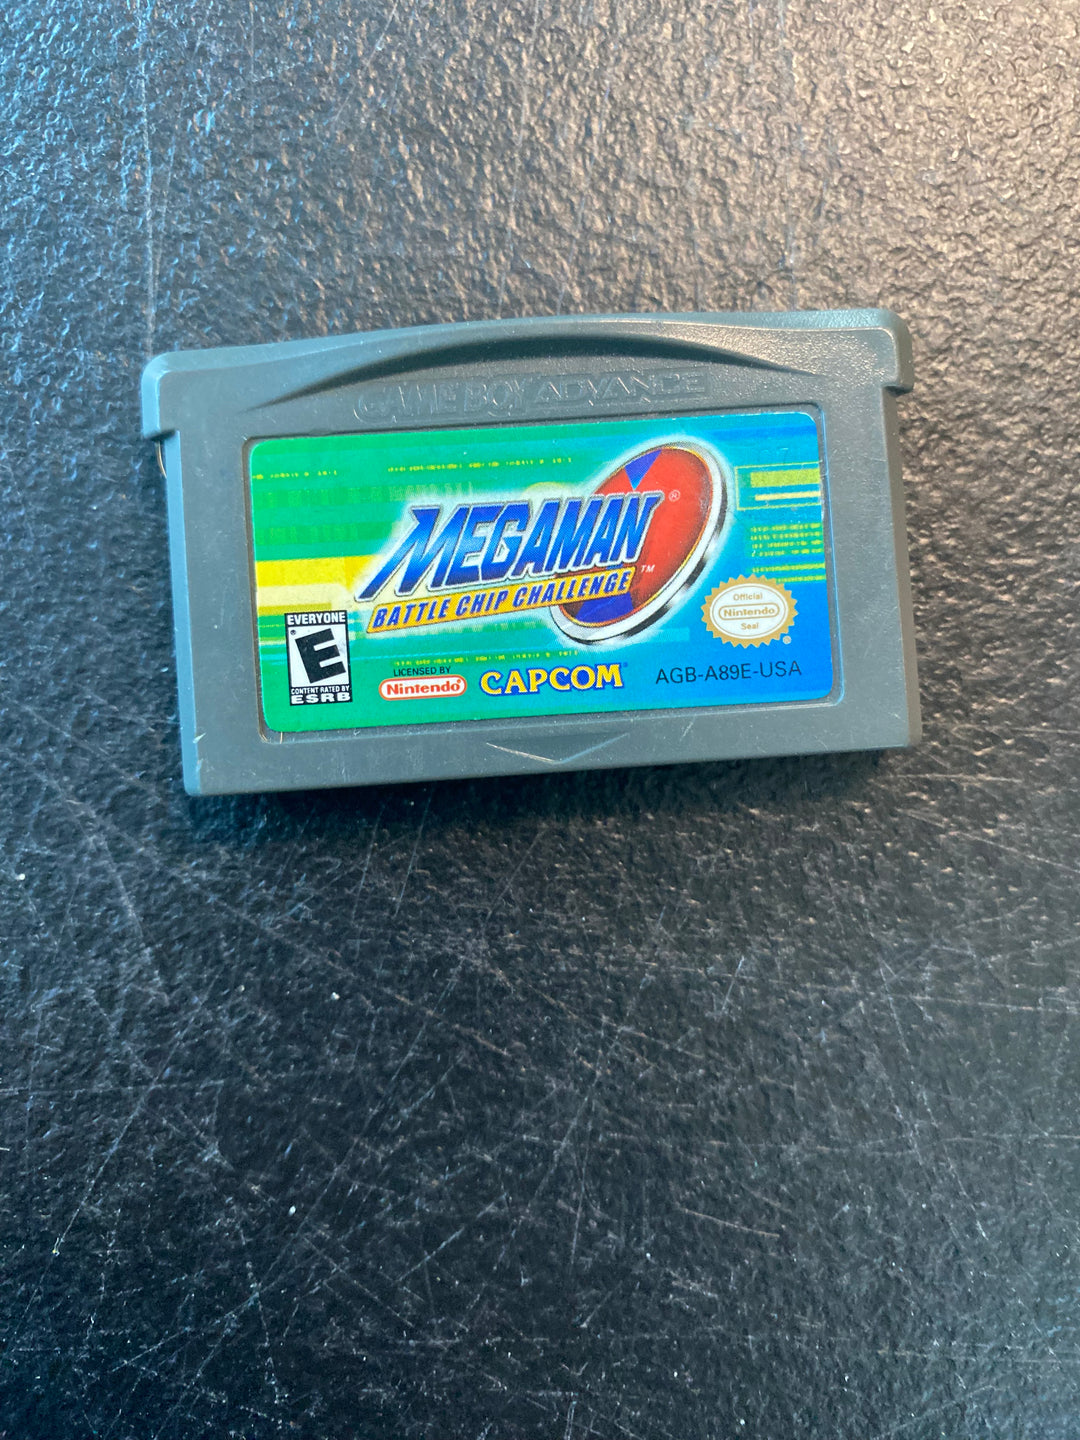 GAME BOY ADVANCE
MEGAMAN®
BATTLE CHIP CHALLENGE™
EVERYONE
E®
CONTENT RATED BY
ESRB
LICENSED BY
Nintendo®
CAPCOM®
Official
Nintendo
Seal®
AGB-A89E-USA